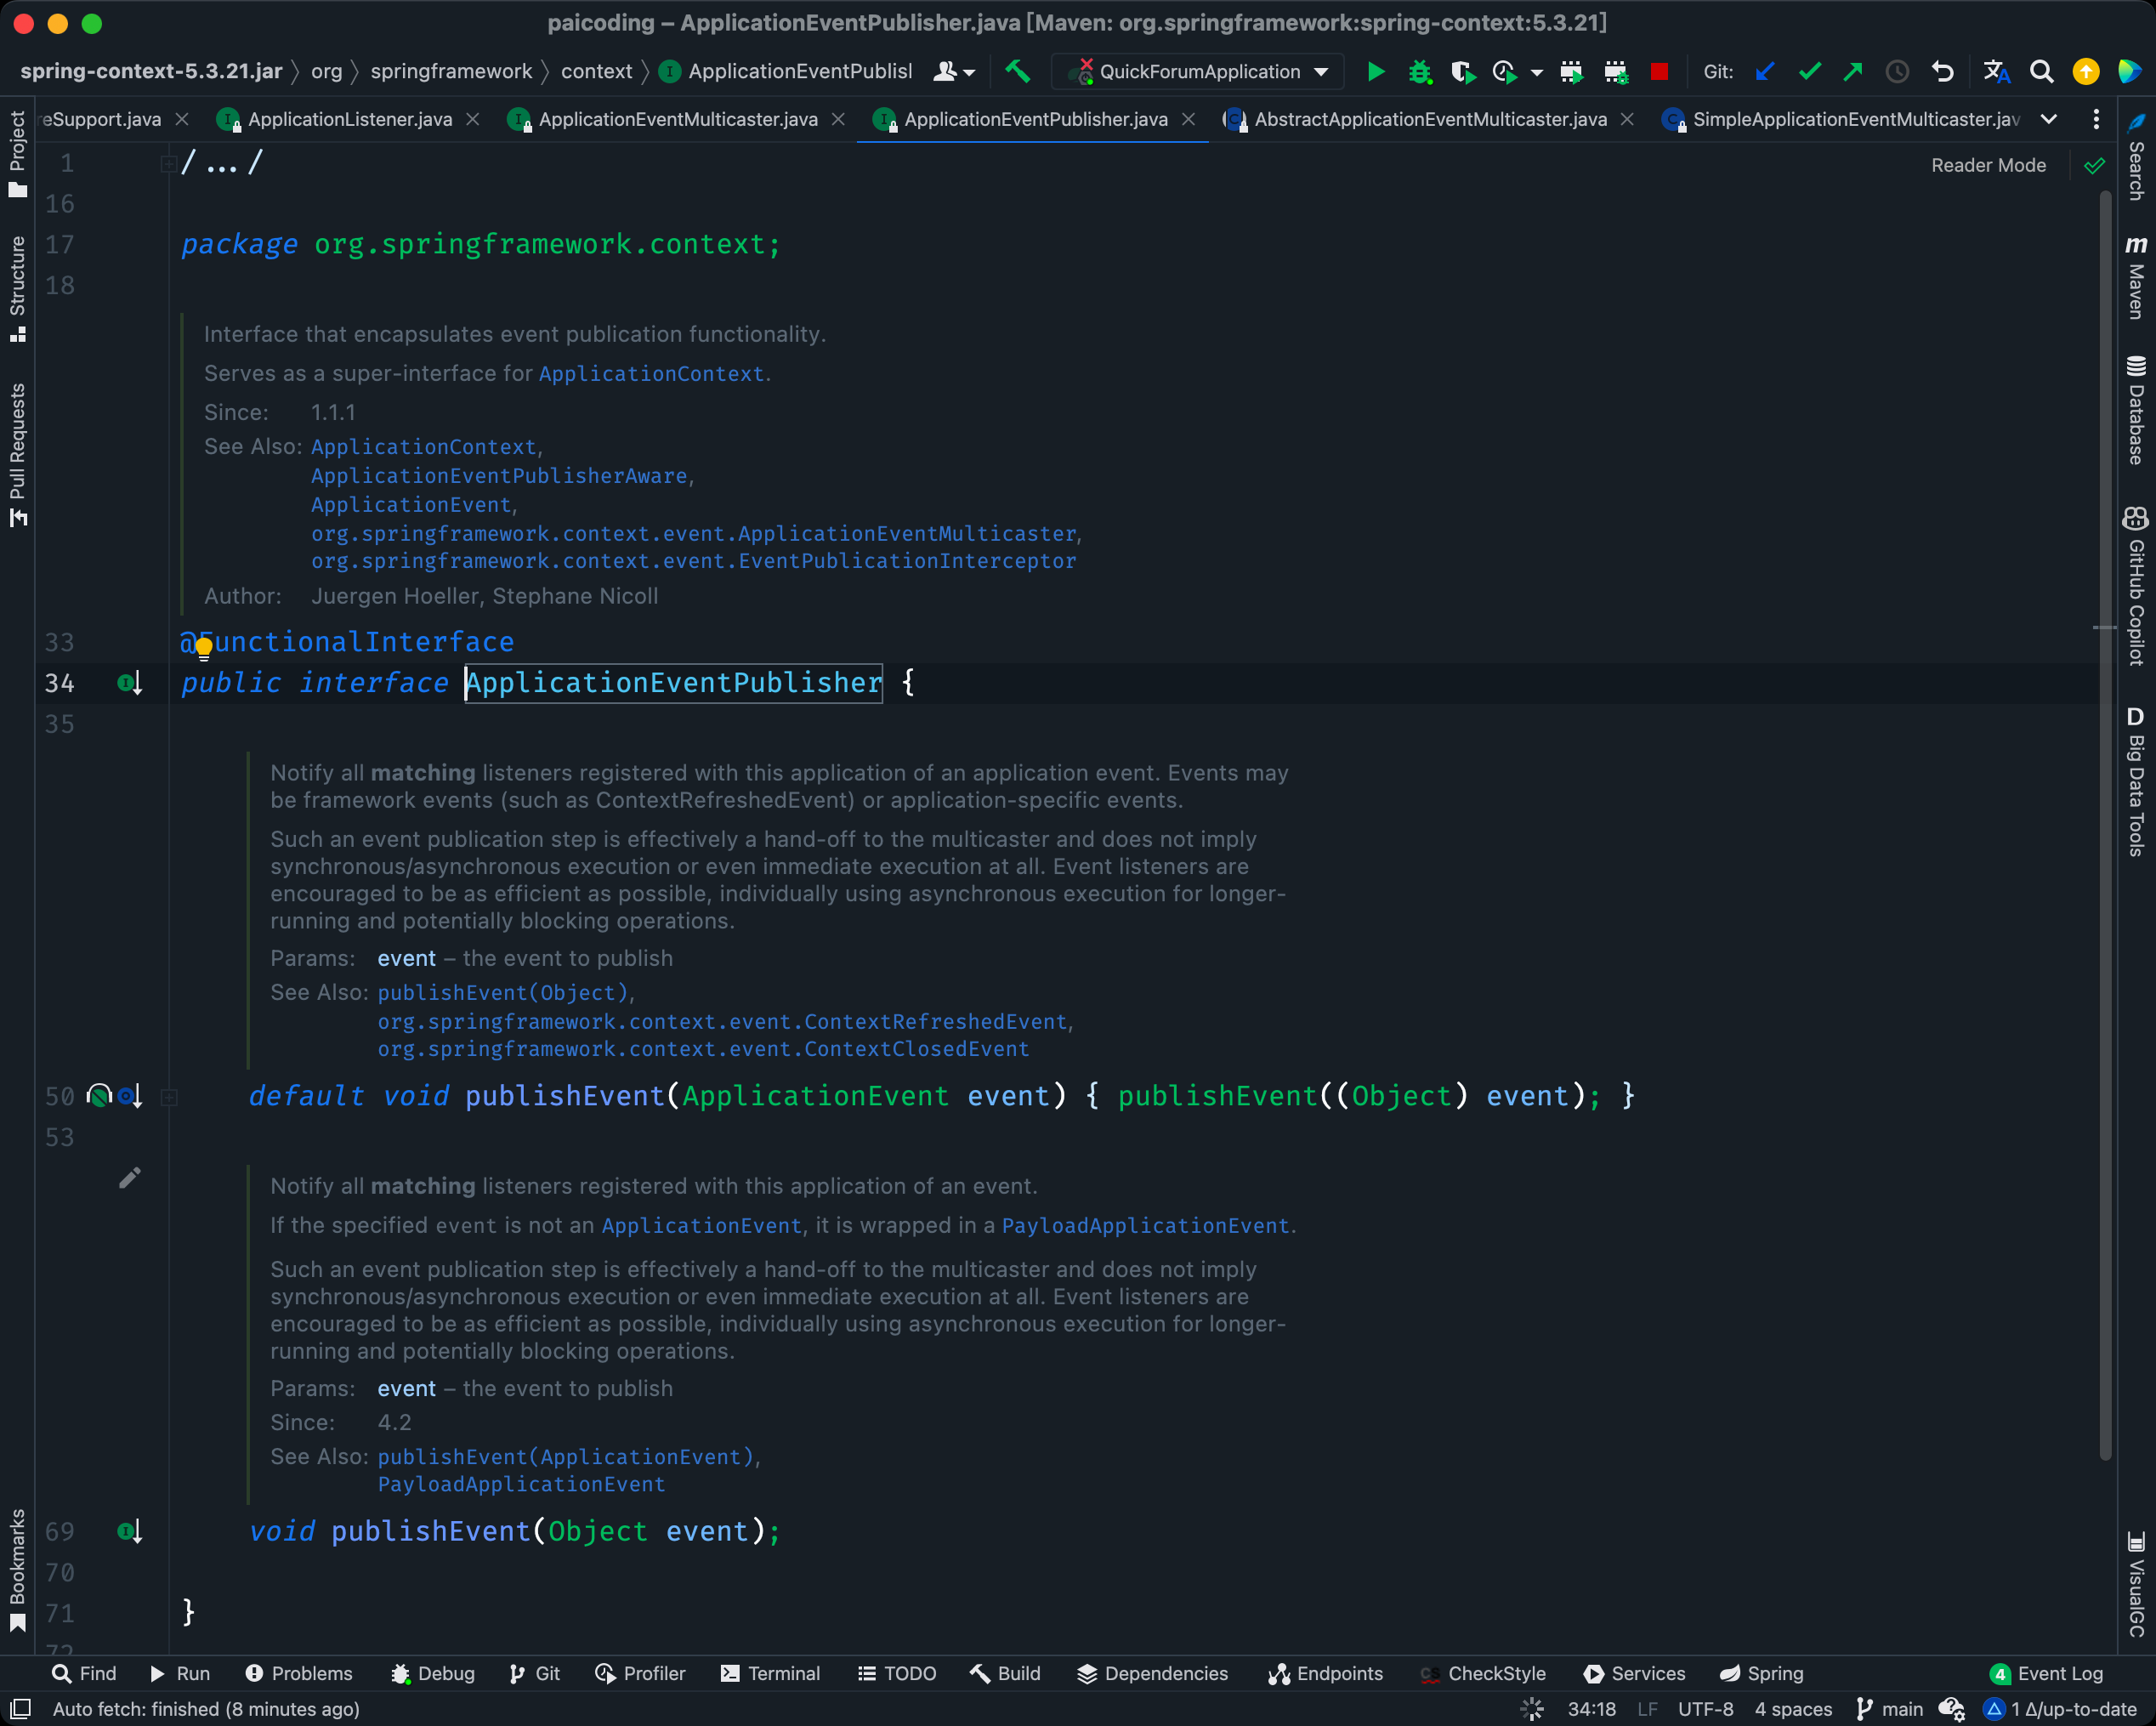 paicoding – ApplicationEventPublisher.java [Maven: org.springframework:spring-context:5.3.21]
spring-context-5.3.21.jar org springframework context ApplicationEventPublisl QuickForumApplication Git:
eSupport.java ApplicationListener.java ApplicationEventMulticaster.java ApplicationEventPublisher.java AbstractApplicationEventMulticaster.java SimpleApplicationEventMulticaster.jav
Project
Structure
Pull Requests
Bookmarks
Reader Mode
1 /.../
16
17 package org.springframework.context;
18
Interface that encapsulates event publication functionality.
Serves as a super-interface for ApplicationContext.
Since: 1.1.1
See Also: ApplicationContext,
ApplicationEventPublisherAware,
ApplicationEvent,
org.springframework.context.event.ApplicationEventMulticaster,
org.springframework.context.event.EventPublicationInterceptor
Author: Juergen Hoeller, Stephane Nicoll
33 @FunctionalInterface
34 public interface ApplicationEventPublisher {
35
Notify all matching listeners registered with this application of an application event. Events may
be framework events (such as ContextRefreshedEvent) or application-specific events.
Such an event publication step is effectively a hand-off to the multicaster and does not imply
synchronous/asynchronous execution or even immediate execution at all. Event listeners are
encouraged to be as efficient as possible, individually using asynchronous execution for longer-
running and potentially blocking operations.
Params: event – the event to publish
See Also: publishEvent(Object),
org.springframework.context.event.ContextRefreshedEvent,
org.springframework.context.event.ContextClosedEvent
50 default void publishEvent(ApplicationEvent event) { publishEvent((Object) event); }
53
Notify all matching listeners registered with this application of an event.
If the specified event is not an ApplicationEvent, it is wrapped in a PayloadApplicationEvent.
Such an event publication step is effectively a hand-off to the multicaster and does not imply
synchronous/asynchronous execution or even immediate execution at all. Event listeners are
encouraged to be as efficient as possible, individually using asynchronous execution for longer-
running and potentially blocking operations.
Params: event – the event to publish
Since: 4.2
See Also: publishEvent(ApplicationEvent),
PayloadApplicationEvent
69 void publishEvent(Object event);
70
71 }
72
Search
m Maven
Database
GitHub Copilot
D Big Data Tools
VisualGC
Find Run Problems Debug Git Profiler Terminal TODO Build Dependencies Endpoints CS CheckStyle Services Spring 4 Event Log
Auto fetch: finished (8 minutes ago) 34:18 LF UTF-8 4 spaces main 1 Δ/up-to-date